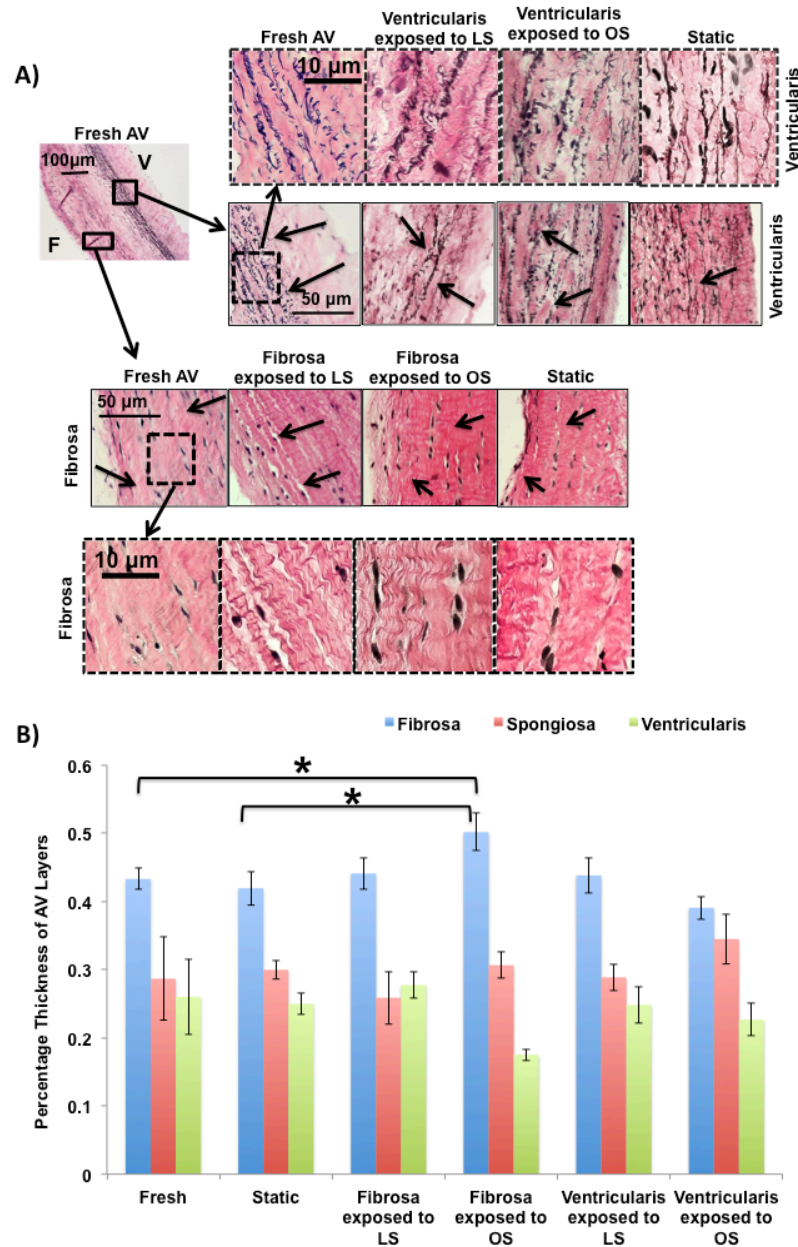 A)
Fresh AV
Ventricularis
exposed to LS
Ventricularis
exposed to OS
Static
10 µm
Ventricularis
Fresh AV
100µm
V
F
50 µm
Ventricularis
Fresh AV
Fibrosa
exposed to LS
Fibrosa
exposed to OS
Static
50 µm
Fibrosa
10 µm
Fibrosa
B)
Fibrosa Spongiosa Ventricularis
*
*
Percentage Thickness of AV Layers
0.6
0.5
0.4
0.3
0.2
0.1
0
Fresh
Static
Fibrosa
exposed to
LS
Fibrosa
exposed to
OS
Ventricularis
exposed to
LS
Ventricularis
exposed to
OS